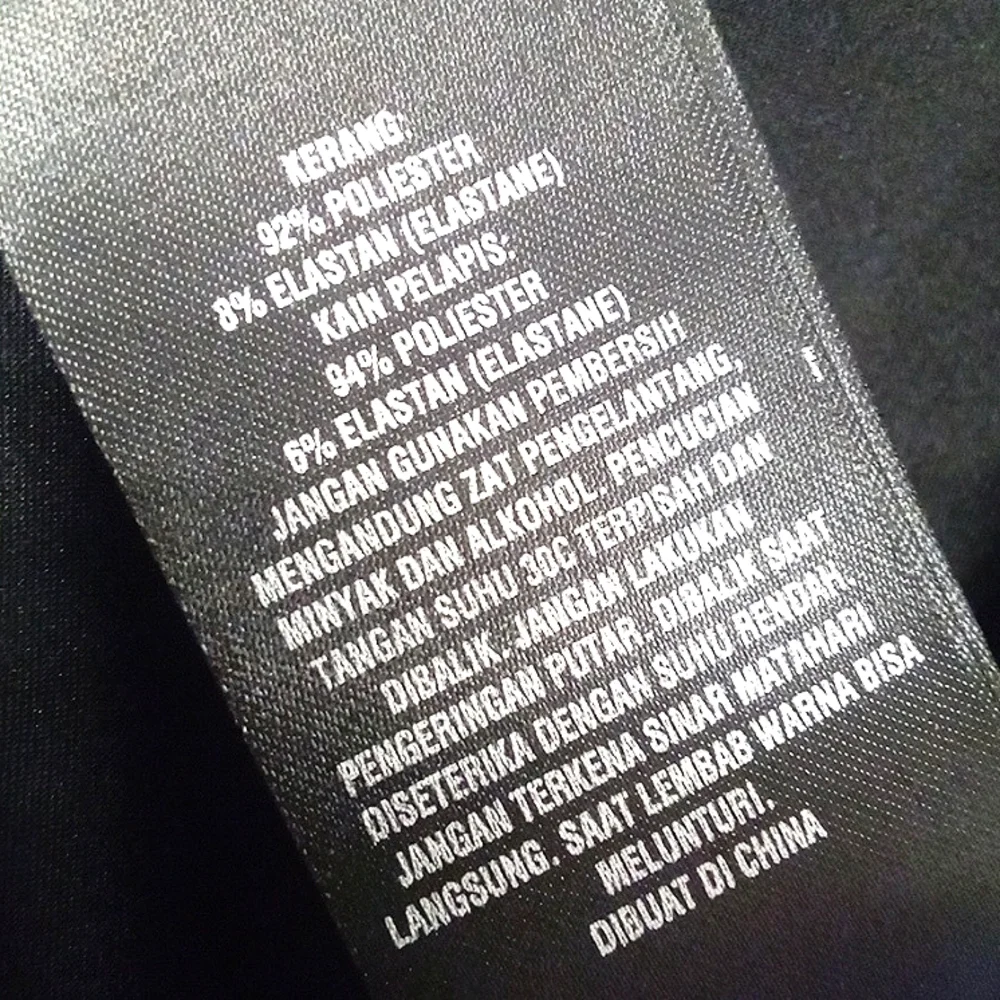 KERANG:
92% POLIESTER
8% ELASTAN (ELASTANE)
KAIN PELAPIS:
94% POLIESTER
6% ELASTAN (ELASTANE)
JANGAN GUNAKAN PEMBERSIH
MENGANDUNG ZAT PENGELANTANG,
MINYAK DAN ALKOHOL. PENCUCIAN
TANGAN SUHU 30C TERPISAH DAN
DIBALIK. JANGAN LAKUKAN
PENGERINGAN PUTAR. DIBALIK SAAT
DISETERIKA DENGAN SUHU RENDAH
JANGAN TERKENA SINAR MATAHARI
LANGSUNG. SAAT LEMBAB WARNA BISA
MELUNTURI.
DIBUAT DI CHINA